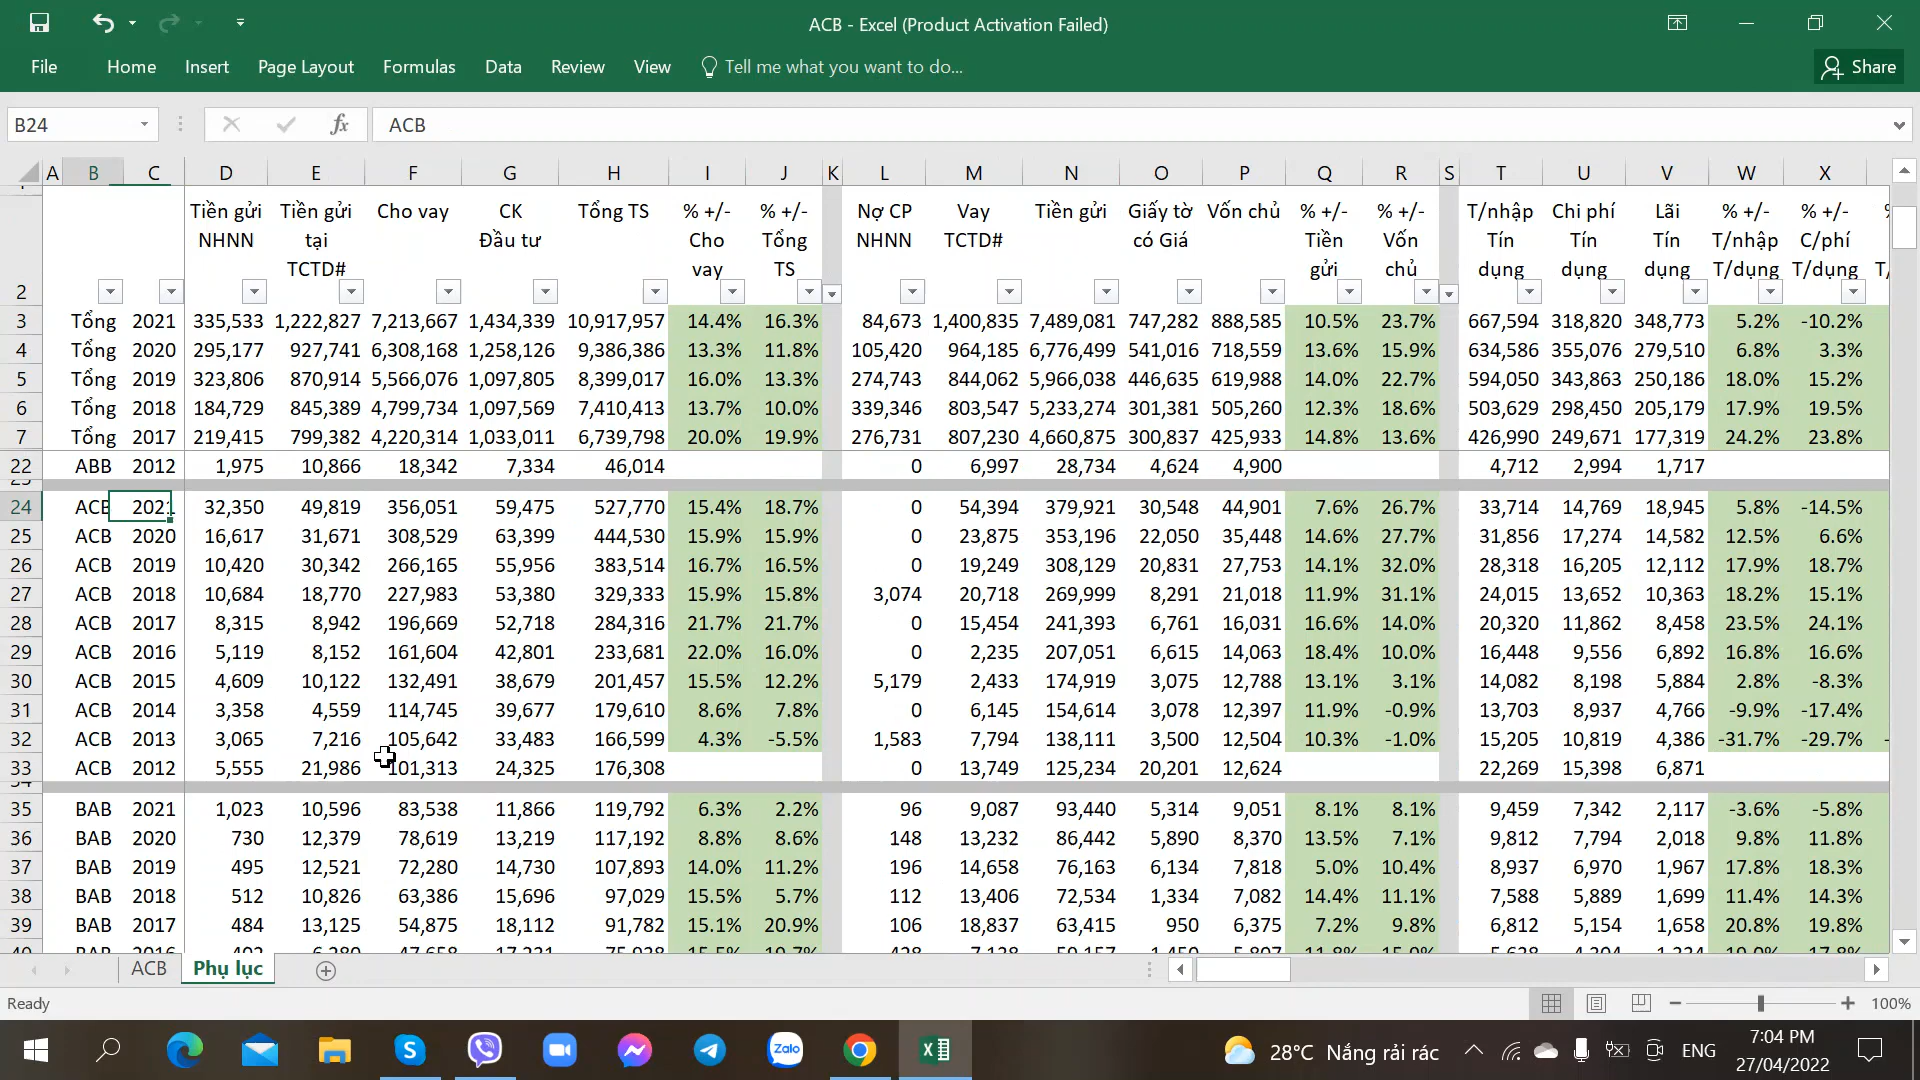 ACB - Excel (Product Activation Failed)
File Home Insert Page Layout Formulas Data Review View Tell me what you want to do... Share
B24 fx ACB
A B C D E F G H I J K L M N O P Q R S T U V W X
Tiền gửi Tiền gửi Cho vay CK Tổng TS % +/- % +/- Nợ CP Vay Tiền gửi Giấy tờ Vốn chủ % +/- % +/- T/nhập Chi phí Lãi % +/- % +/-
NHNN tại Đầu tư Cho Tổng NHNN TCTD# có Giá Tiền Vốn Tín Tín Tín T/nhập C/phí
2 TCTD# vay TS gửi chủ dụng dụng dụng T/dụng T/dụng
3 Tổng 2021 335,533 1,222,827 7,213,667 1,434,339 10,917,957 14.4% 16.3% 84,673 1,400,835 7,489,081 747,282 888,585 10.5% 23.7% 667,594 318,820 348,773 5.2% -10.2%
4 Tổng 2020 295,177 927,741 6,308,168 1,258,126 9,386,386 13.3% 11.8% 105,420 964,185 6,776,499 541,016 718,559 13.6% 15.9% 634,586 355,076 279,510 6.8% 3.3%
5 Tổng 2019 323,806 870,914 5,566,076 1,097,805 8,399,017 16.0% 13.3% 274,743 844,062 5,966,038 446,635 619,988 14.0% 22.7% 594,050 343,863 250,186 18.0% 15.2%
6 Tổng 2018 184,729 845,389 4,799,734 1,097,569 7,410,413 13.7% 10.0% 339,346 803,547 5,233,274 301,381 505,260 12.3% 18.6% 503,629 298,450 205,179 17.9% 19.5%
7 Tổng 2017 219,415 799,382 4,220,314 1,033,011 6,739,798 20.0% 19.9% 276,731 807,230 4,660,875 300,837 425,933 14.8% 13.6% 426,990 249,671 177,319 24.2% 23.8%
22 ABB 2012 1,975 10,866 18,342 7,334 46,014 0 6,997 28,734 4,624 4,900 4,712 2,994 1,717
24 ACB 2021 32,350 49,819 356,051 59,475 527,770 15.4% 18.7% 0 54,394 379,921 30,548 44,901 7.6% 26.7% 33,714 14,769 18,945 5.8% -14.5%
25 ACB 2020 16,617 31,671 308,529 63,399 444,530 15.9% 15.9% 0 23,875 353,196 22,050 35,448 14.6% 27.7% 31,856 17,274 14,582 12.5% 6.6%
26 ACB 2019 10,420 30,342 266,165 55,956 383,514 16.7% 16.5% 0 19,249 308,129 20,831 27,753 14.1% 32.0% 28,318 16,205 12,112 17.9% 18.7%
27 ACB 2018 10,684 18,770 227,983 53,380 329,333 15.9% 15.8% 3,074 20,718 269,999 8,291 21,018 11.9% 31.1% 24,015 13,652 10,363 18.2% 15.1%
28 ACB 2017 8,315 8,942 196,669 52,718 284,316 21.7% 21.7% 0 15,454 241,393 6,761 16,031 16.6% 14.0% 20,320 11,862 8,458 23.5% 24.1%
29 ACB 2016 5,119 8,152 161,604 42,801 233,681 22.0% 16.0% 0 2,235 207,051 6,615 14,063 18.4% 10.0% 16,448 9,556 6,892 16.8% 16.6%
30 ACB 2015 4,609 10,122 132,491 38,679 201,457 15.5% 12.2% 5,179 2,433 174,919 3,075 12,788 13.1% 3.1% 14,082 8,198 5,884 2.8% -8.3%
31 ACB 2014 3,358 4,559 114,745 39,677 179,610 8.6% 7.8% 0 6,145 154,614 3,078 12,397 11.9% -0.9% 13,703 8,937 4,766 -9.9% -17.4%
32 ACB 2013 3,065 7,216 105,642 33,483 166,599 4.3% -5.5% 1,583 7,794 138,111 3,500 12,504 10.3% -1.0% 15,205 10,819 4,386 -31.7% -29.7%
33 ACB 2012 5,555 21,986 101,313 24,325 176,308 0 13,749 125,234 20,201 12,624 22,269 15,398 6,871
35 BAB 2021 1,023 10,596 83,538 11,866 119,792 6.3% 2.2% 96 9,087 93,440 5,314 9,051 8.1% 8.1% 9,459 7,342 2,117 -3.6% -5.8%
36 BAB 2020 730 12,379 78,619 13,219 117,192 8.8% 8.6% 148 13,232 86,442 5,890 8,370 13.5% 7.1% 9,812 7,794 2,018 9.8% 11.8%
37 BAB 2019 495 12,521 72,280 14,730 107,893 14.0% 11.2% 196 14,658 76,163 6,134 7,818 5.0% 10.4% 8,937 6,970 1,967 17.8% 18.3%
38 BAB 2018 512 10,826 63,386 15,696 97,029 15.5% 5.7% 112 13,406 72,534 1,334 7,082 14.4% 11.1% 7,588 5,889 1,699 11.4% 14.3%
39 BAB 2017 484 13,125 54,875 18,112 91,782 15.1% 20.9% 106 18,837 63,415 950 6,375 7.2% 9.8% 6,812 5,154 1,658 20.8% 19.8%
ACB Phụ lục
Ready 100%
Zalo 28°C Nắng rải rác ENG 7:04 PM
27/04/2022